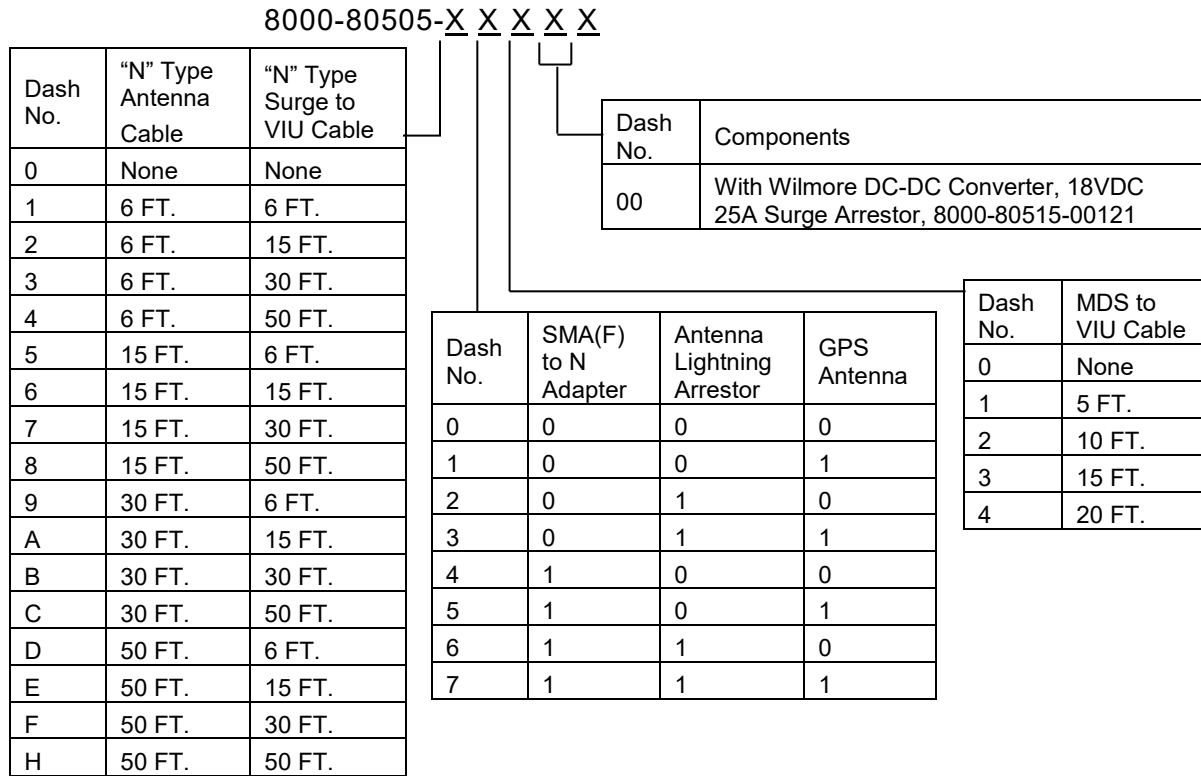 8000-80505-X X X X X
Dash No. “N” Type Antenna Cable “N” Type Surge to VIU Cable
0 None None
1 6 FT. 6 FT.
2 6 FT. 15 FT.
3 6 FT. 30 FT.
4 6 FT. 50 FT.
5 15 FT. 6 FT.
6 15 FT. 15 FT.
7 15 FT. 30 FT.
8 15 FT. 50 FT.
9 30 FT. 6 FT.
A 30 FT. 15 FT.
B 30 FT. 30 FT.
C 30 FT. 50 FT.
D 50 FT. 6 FT.
E 50 FT. 15 FT.
F 50 FT. 30 FT.
H 50 FT. 50 FT.
Dash No. Components
00 With Wilmore DC-DC Converter, 18VDC
25A Surge Arrestor, 8000-80515-00121
Dash No. SMA(F) to N Adapter Antenna Lightning Arrestor GPS Antenna
0 0 0 0
1 0 0 1
2 0 1 0
3 0 1 1
4 1 0 0
5 1 0 1
6 1 1 0
7 1 1 1
Dash No. MDS to VIU Cable
0 None
1 5 FT.
2 10 FT.
3 15 FT.
4 20 FT.